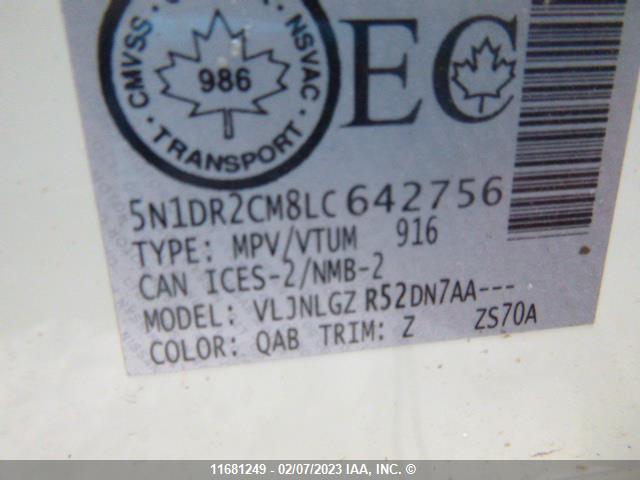 CMVSS · NSVAC
986
TRANSPORT
EC
5N1DR2CM8LC642756
TYPE: MPV/VTUM 916
CAN ICES-2/NMB-2
MODEL: VLJNLGZ R52DN7AA---
COLOR: QAB TRIM: Z ZS70A
11681249 - 02/07/2023 IAA, INC. ©